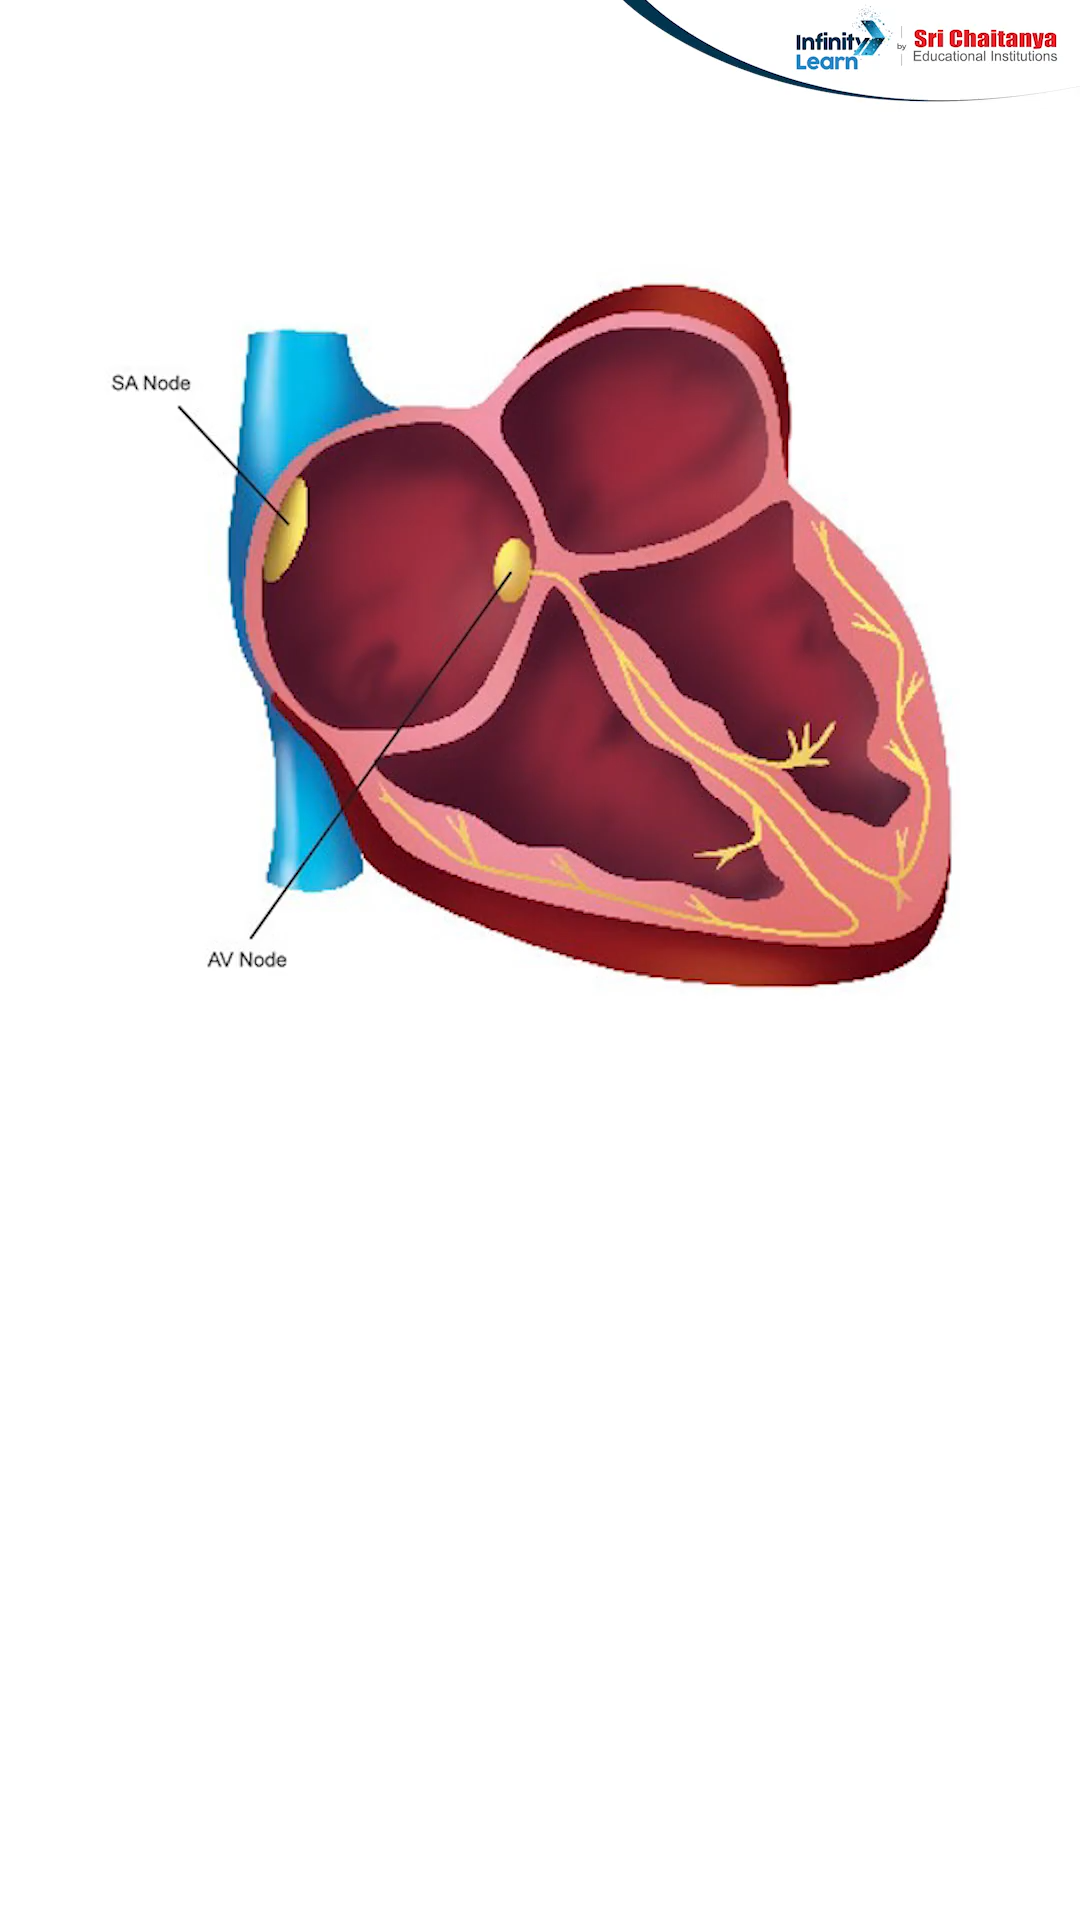 Infinity
Learn
by
Sri Chaitanya
Educational Institutions
SA Node
AV Node